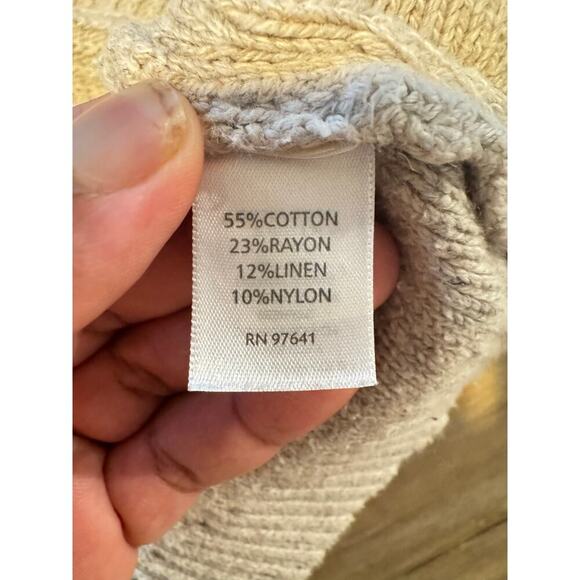 55%COTTON
23%RAYON
12%LINEN
10%NYLON
RN 97641